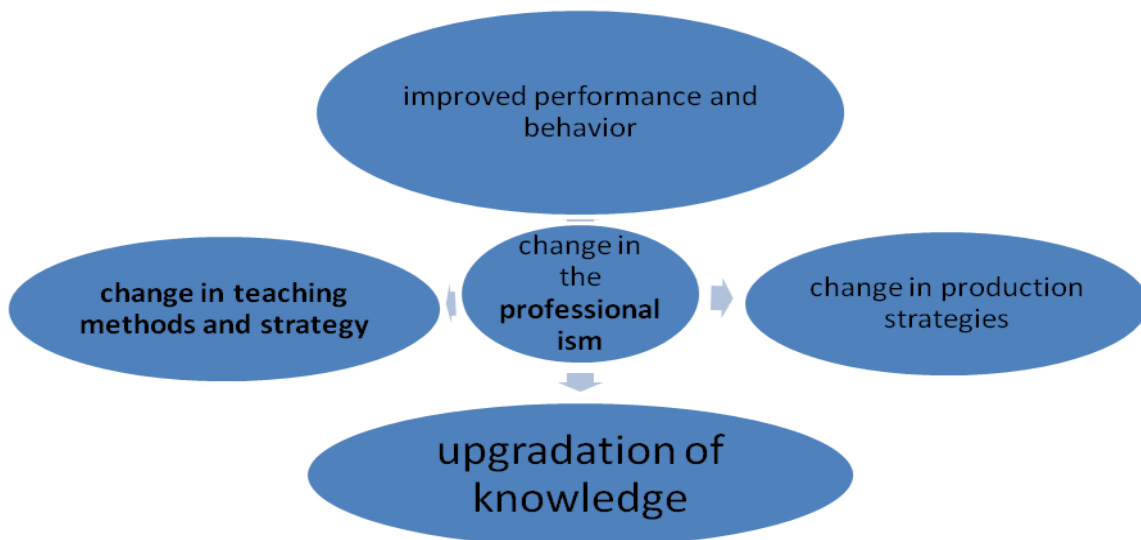 improved performance and
behavior
change in
the
professional
ism
change in teaching
methods and strategy
change in production
strategies
upgradation of
knowledge